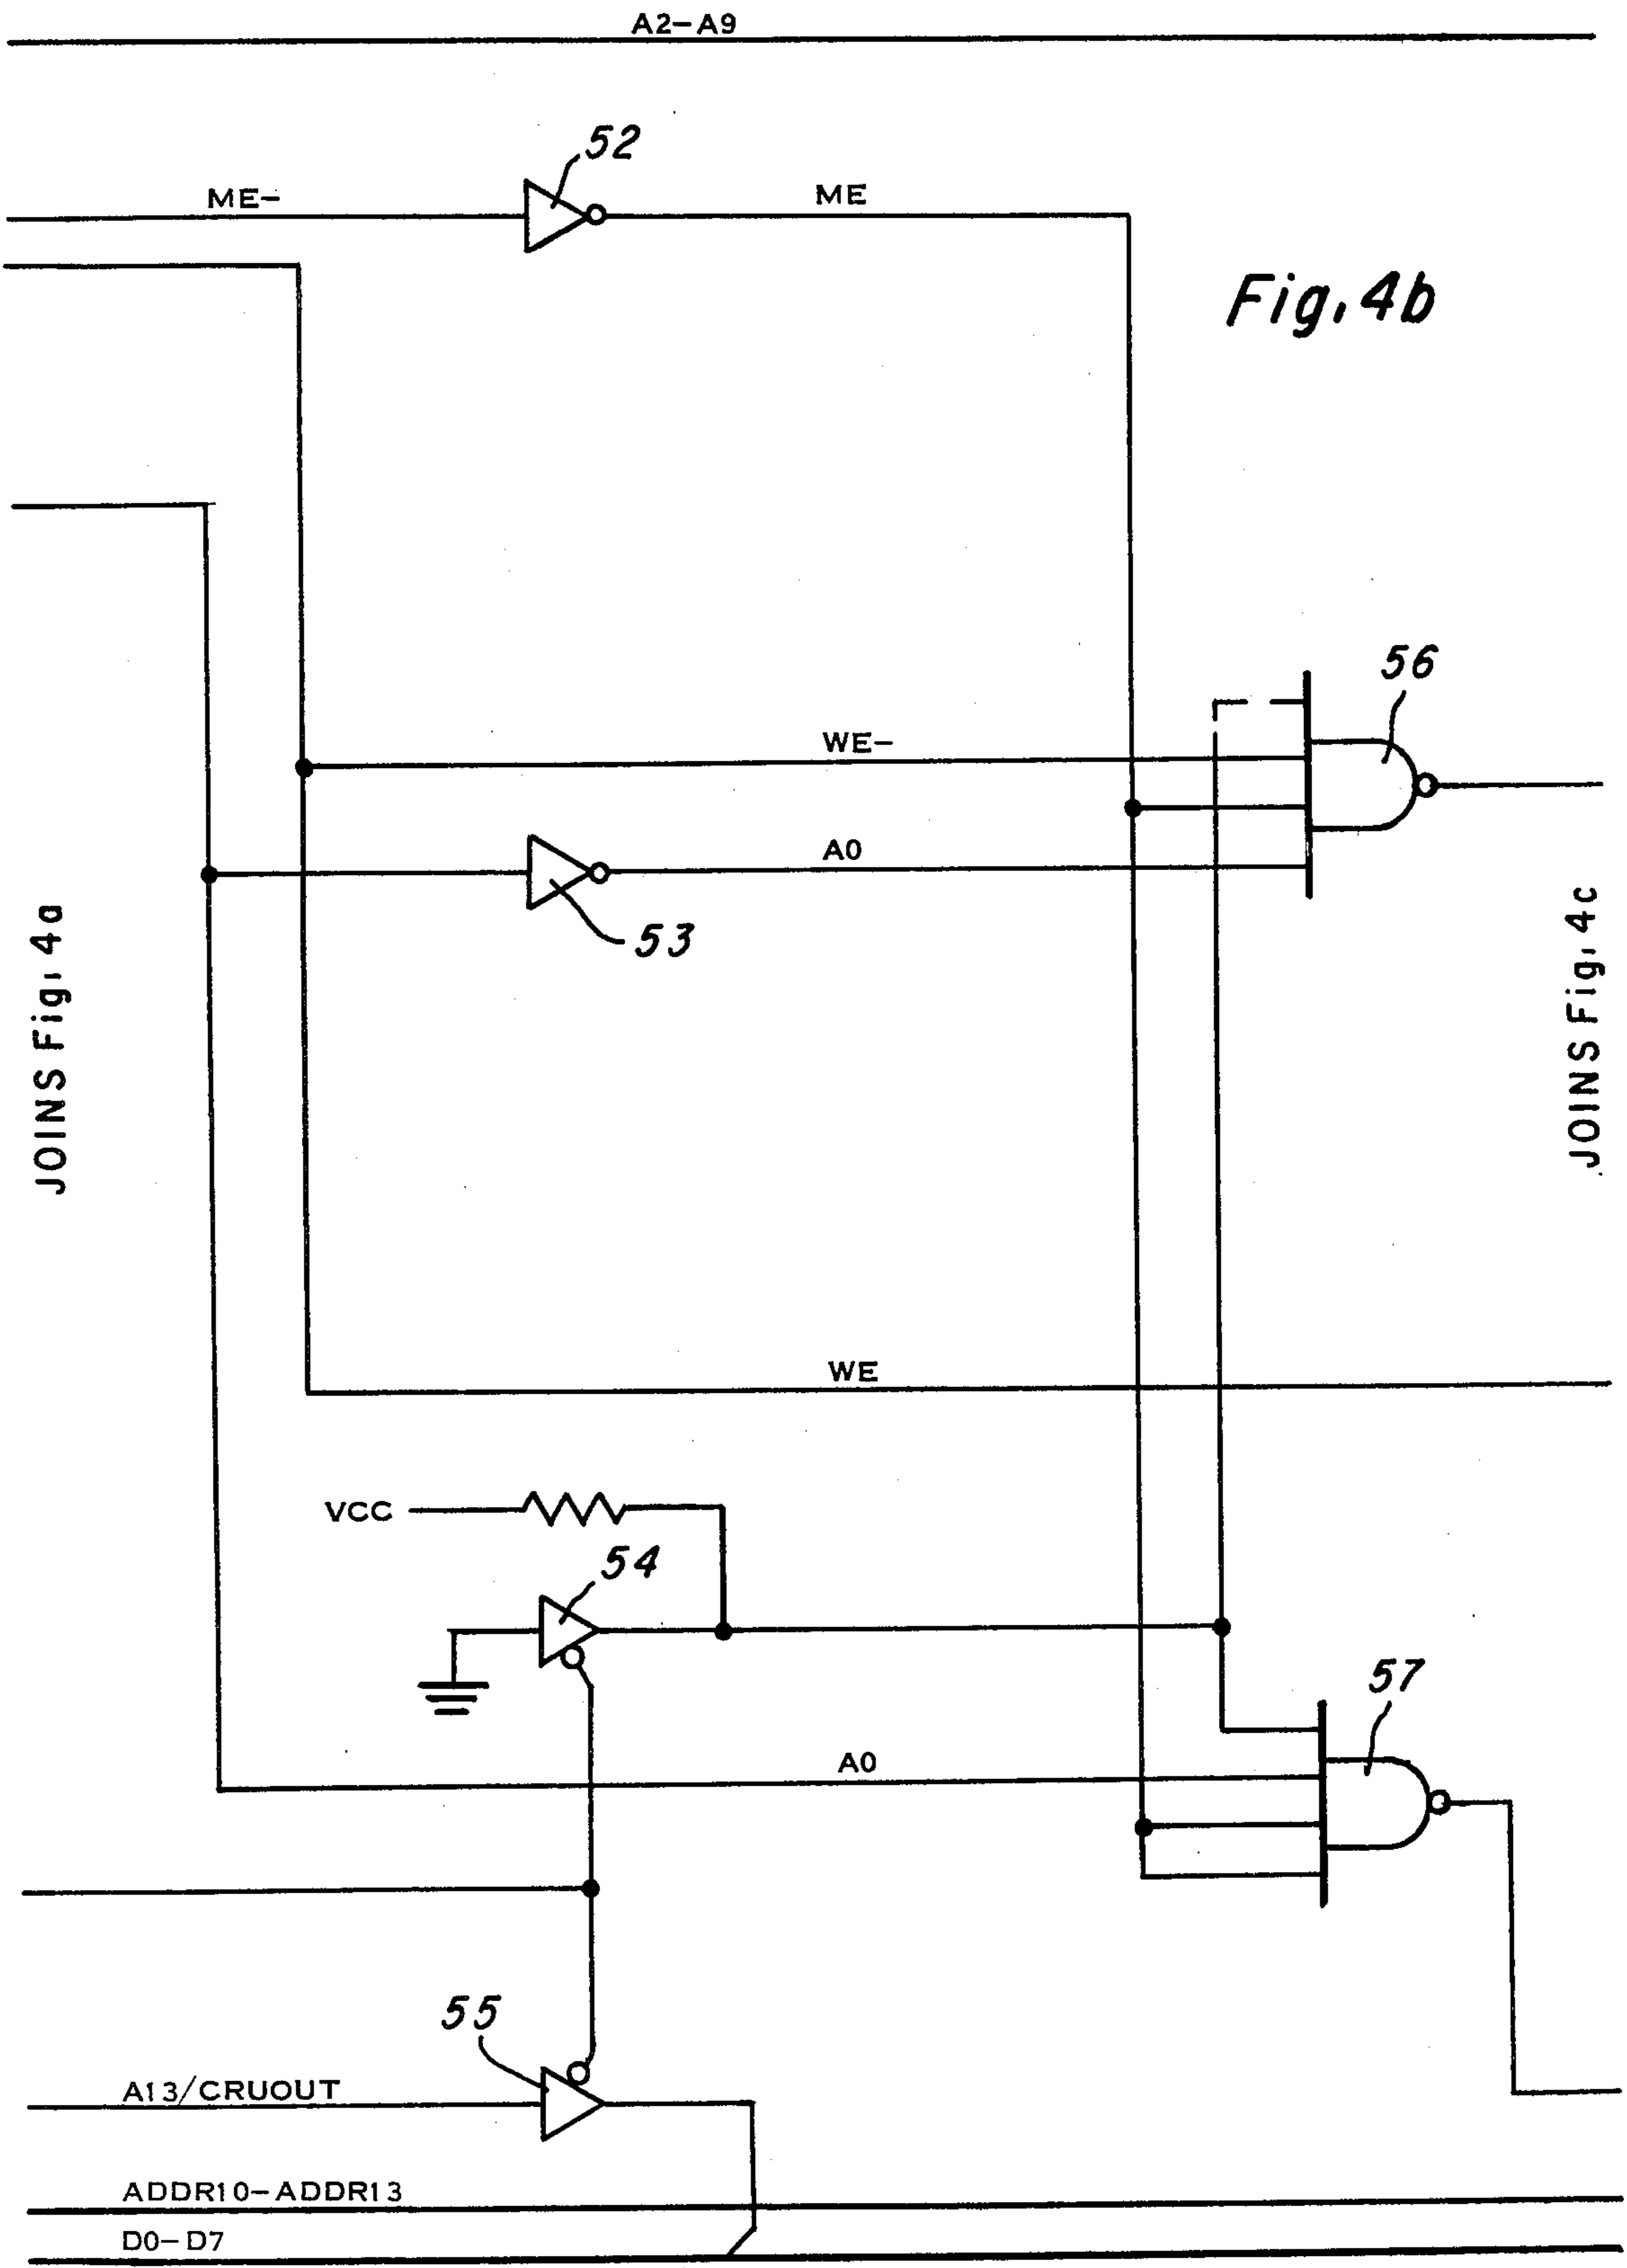 A2-A9
52
ME-
ME
Fig. 4b
56
WE-
A0
53
JOINS Fig. 4a
JOINS Fig. 4c
WE
VCC
54
57
A0
55
A13/CRUOUT
ADDR10-ADDR13
D0-D7